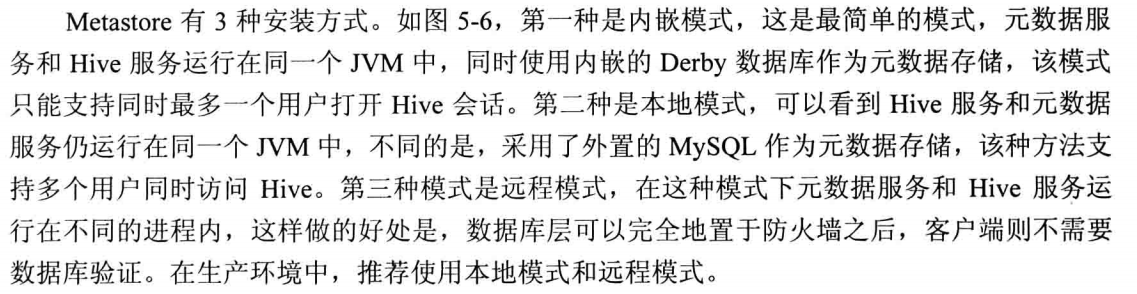 Metastore 有 3 种安装方式。如图 5-6，第一种是内嵌模式，这是最简单的模式，元数据服
务和 Hive 服务运行在同一个 JVM 中，同时使用内嵌的 Derby 数据库作为元数据存储，该模式
只能支持同时最多一个用户打开 Hive 会话。第二种是本地模式，可以看到 Hive 服务和元数据
服务仍运行在同一个 JVM 中，不同的是，采用了外置的 MySQL 作为元数据存储，该种方法支
持多个用户同时访问 Hive。第三种模式是远程模式，在这种模式下元数据服务和 Hive 服务运
行在不同的进程内，这样做的好处是，数据库层可以完全地置于防火墙之后，客户端则不需要
数据库验证。在生产环境中，推荐使用本地模式和远程模式。